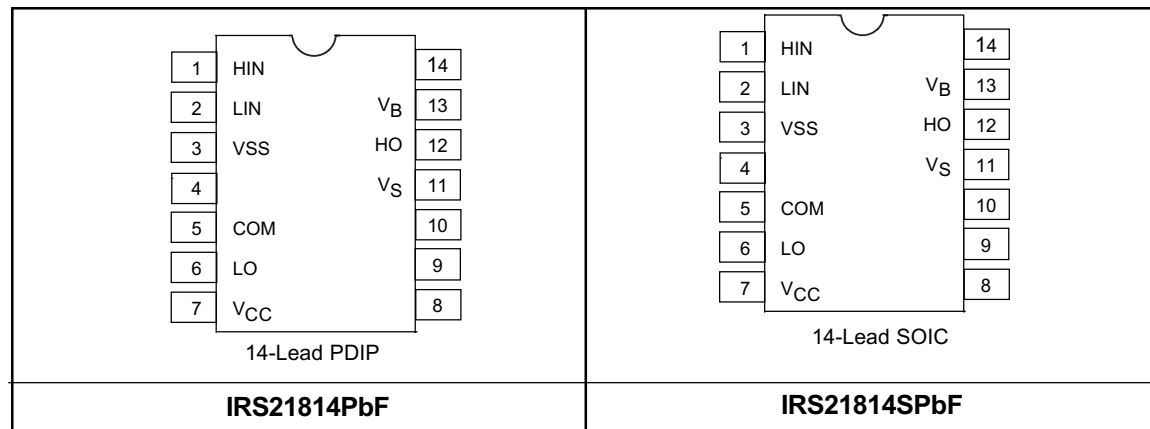 1 HIN 14
2 LIN VB 13
3 VSS HO 12
4 VS 11
5 COM 10
6 LO 9
7 VCC 8
14-Lead PDIP
IRS21814PbF
1 HIN 14
2 LIN VB 13
3 VSS HO 12
4 VS 11
5 COM 10
6 LO 9
7 VCC 8
14-Lead SOIC
IRS21814SPbF